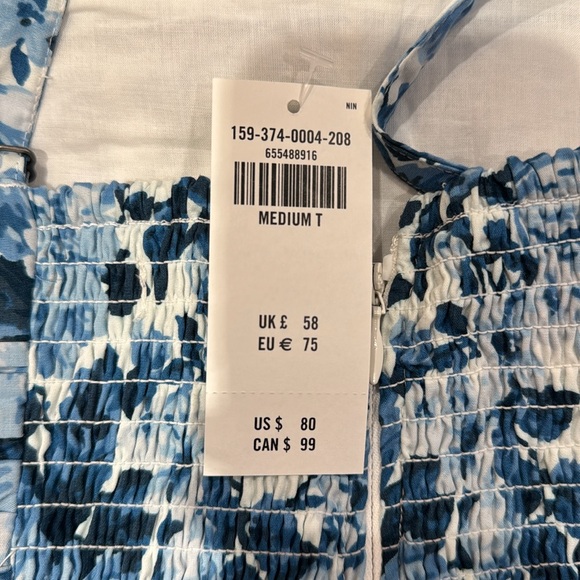 NIN
159-374-0004-208
655488916
MEDIUM T
UK £ 58
EU € 75
US $ 80
CAN $ 99